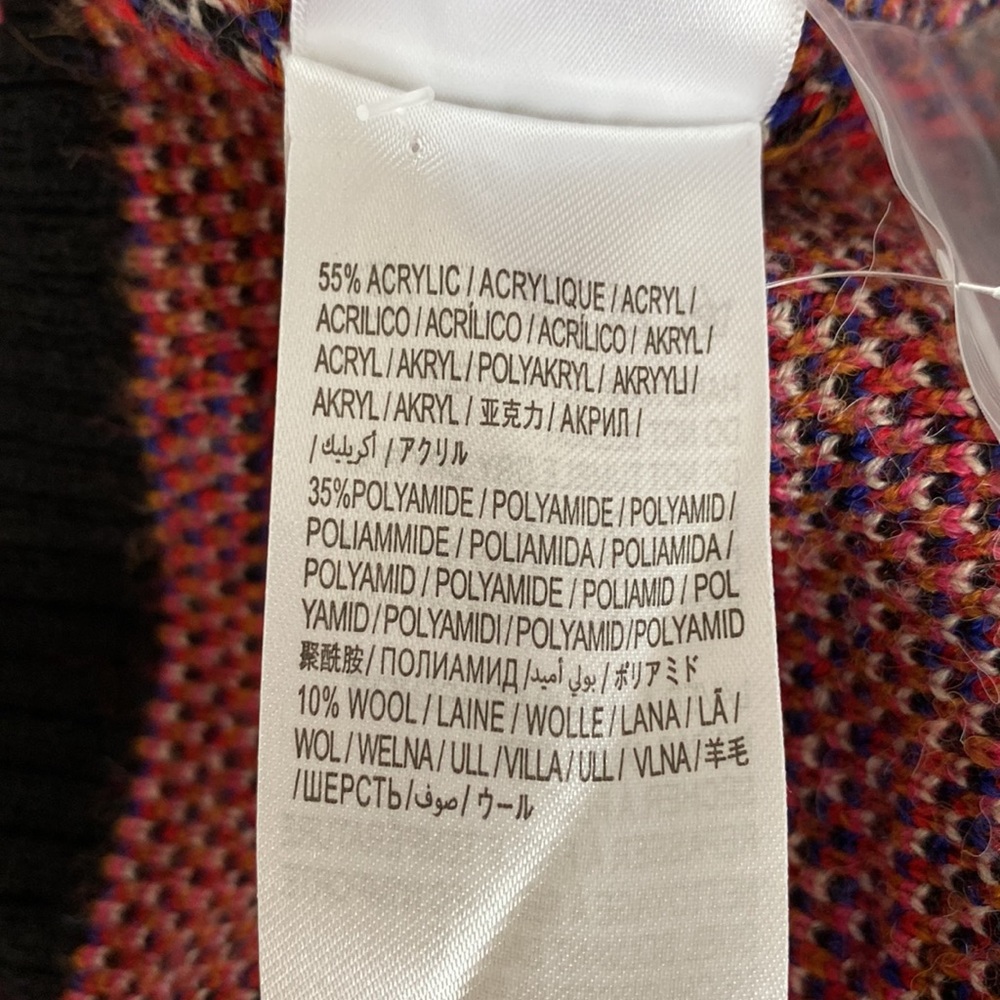 55% ACRYLIC / ACRYLIQUE / ACRYL /
ACRILICO / ACRÍLICO / ACRÍLICO / AKRYL /
ACRYL / AKRYL / POLYAKRYL / AKRYYLI /
AKRYL / AKRYL / 亚克力 / АКРИЛ /
/ أكريليك / アクリル
35%POLYAMIDE / POLYAMIDE / POLYAMID /
POLIAMMIDE / POLIAMIDA / POLIAMIDA /
POLYAMID / POLYAMIDE / POLIAMID / POL
YAMID / POLYAMIDI / POLYAMID/POLYAMID
聚酰胺/ ПОЛИАМИД /بولي أميد/ ポリアミド
10% WOOL / LAINE / WOLLE / LANA / LÃ /
WOL / WELNA / ULL /VILLA / ULL / VLNA / 羊毛
/ШЕРСТЬ/صوف/ ウール